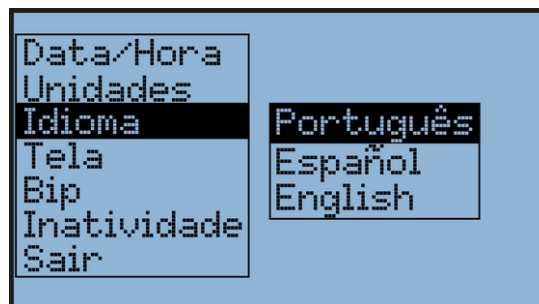 Data/Hora
Unidades
Idioma
Tela
Bip
Inatividade
Sair
Português
Español
English